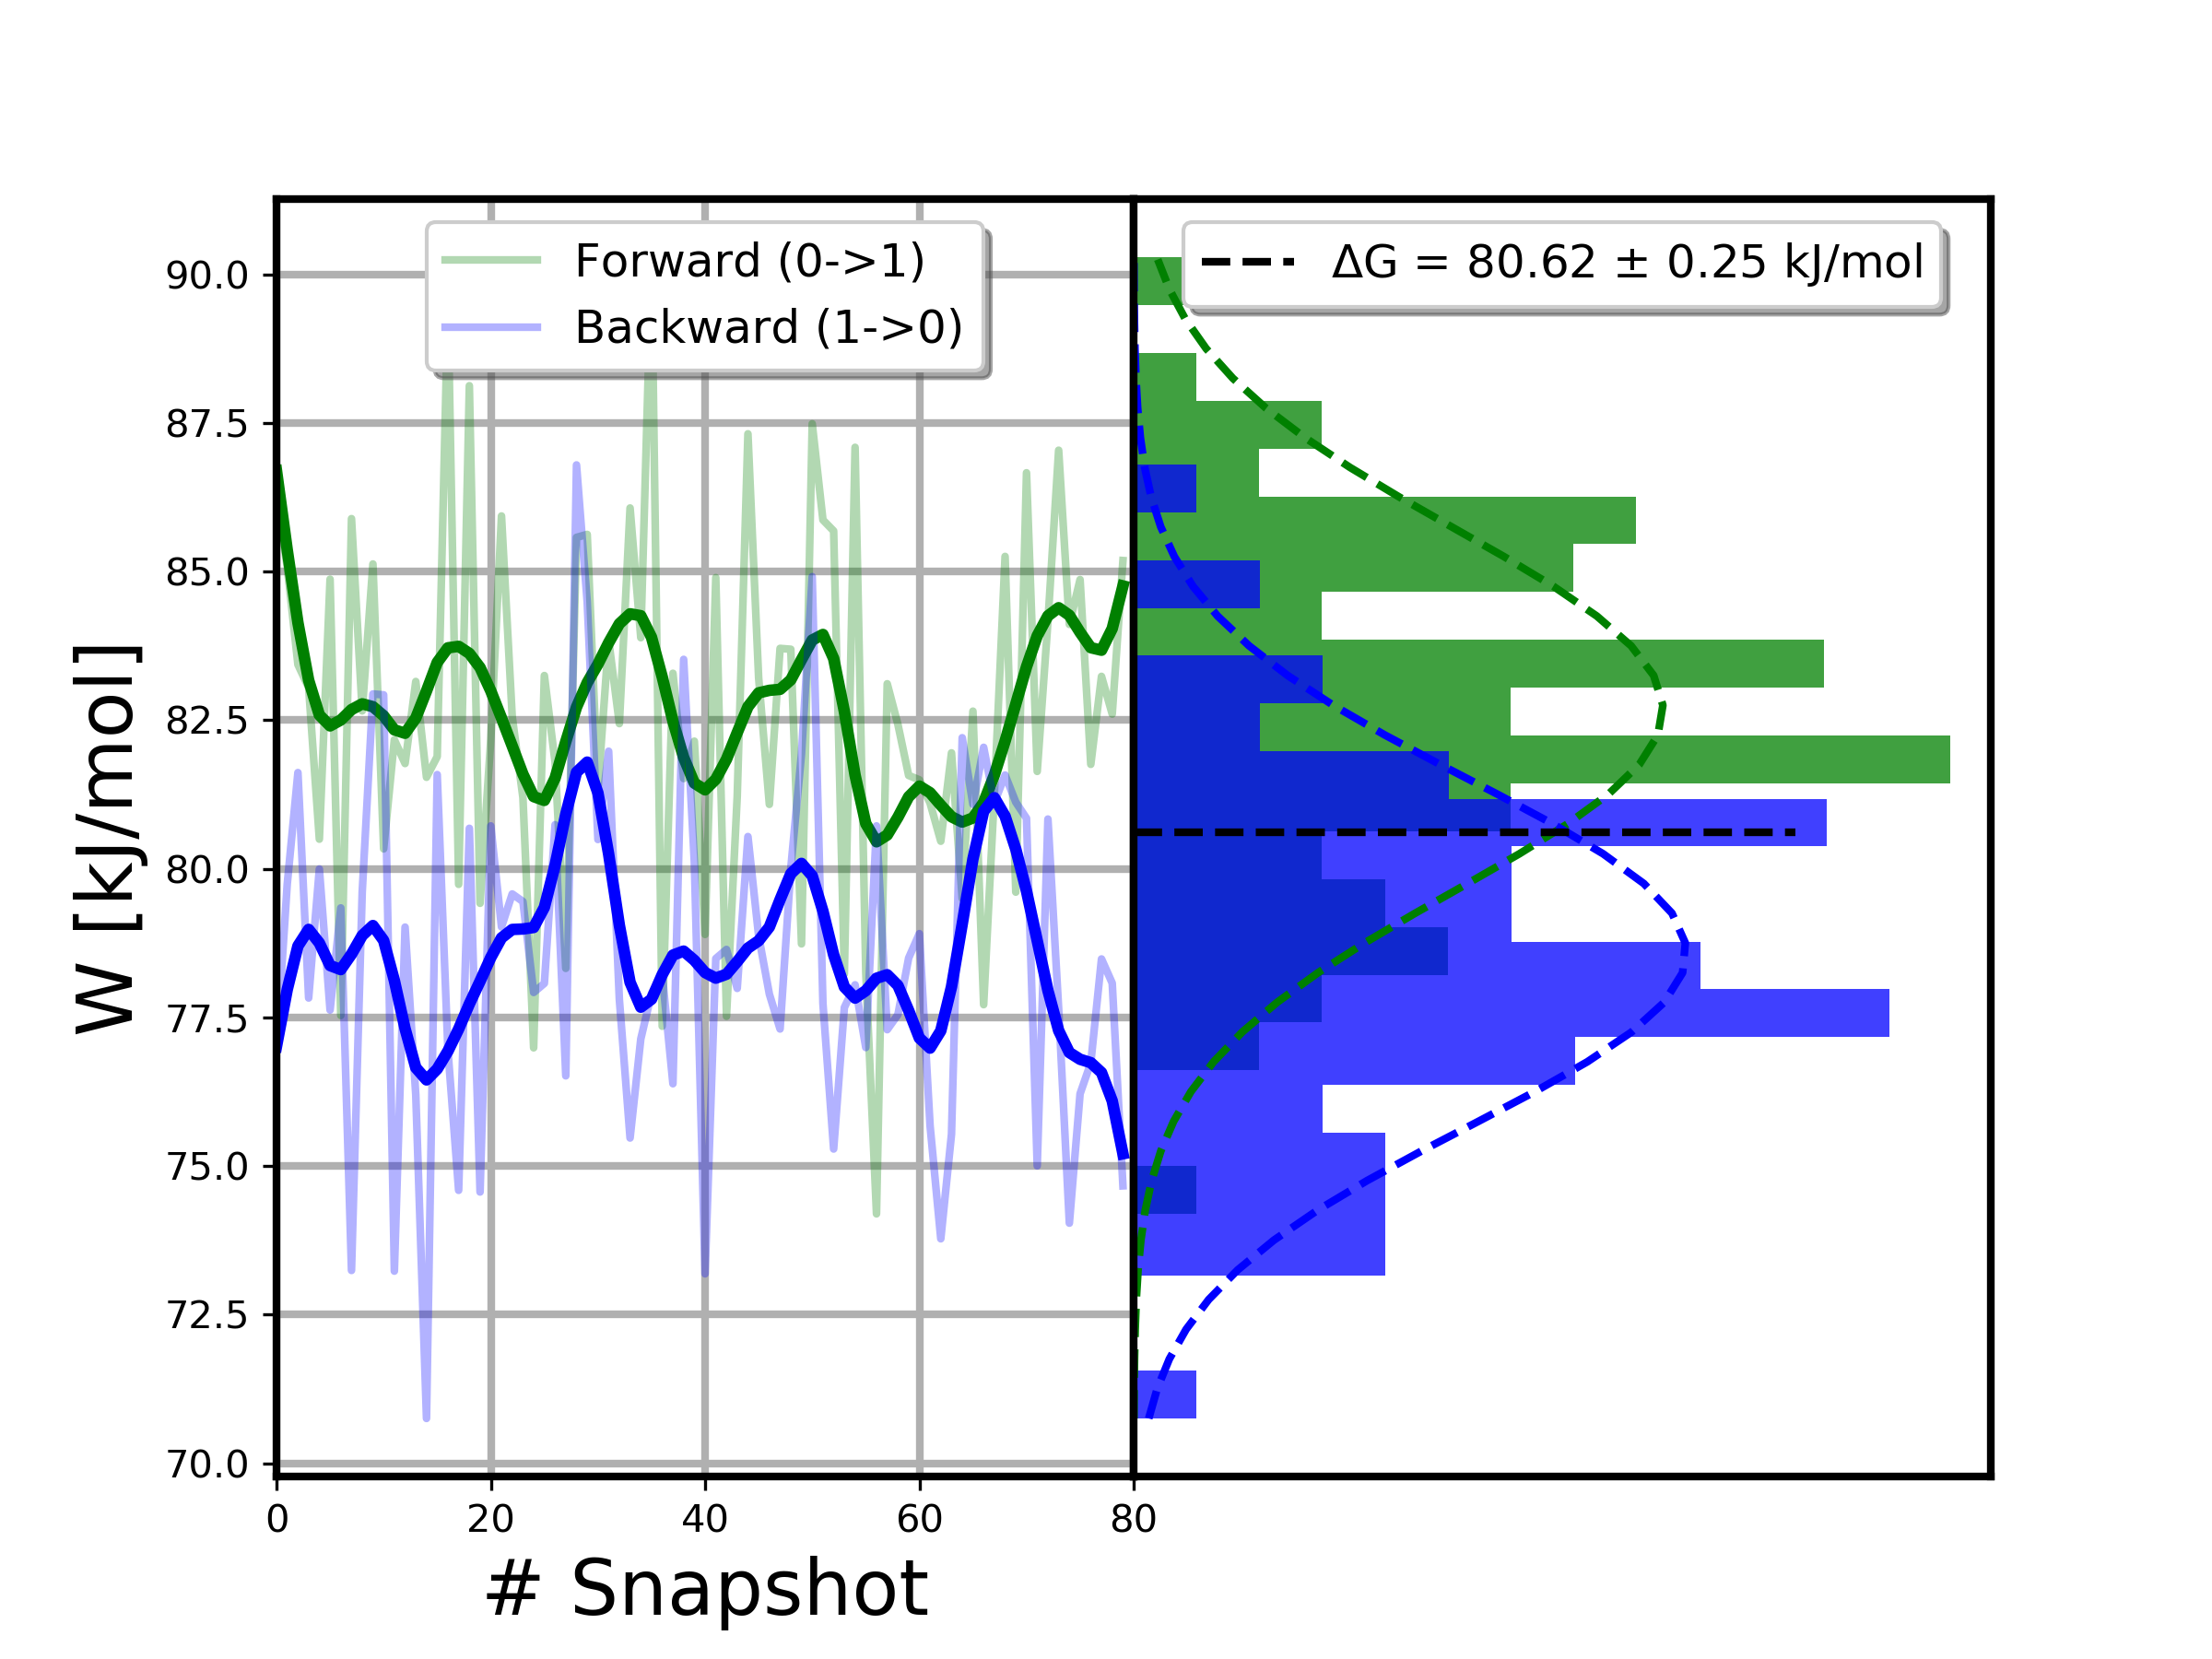 Forward (0->1)
Backward (1->0)
ΔG = 80.62 ± 0.25 kJ/mol
W [kJ/mol]
90.0
87.5
85.0
82.5
80.0
77.5
75.0
72.5
70.0
0 20 40 60 80
# Snapshot